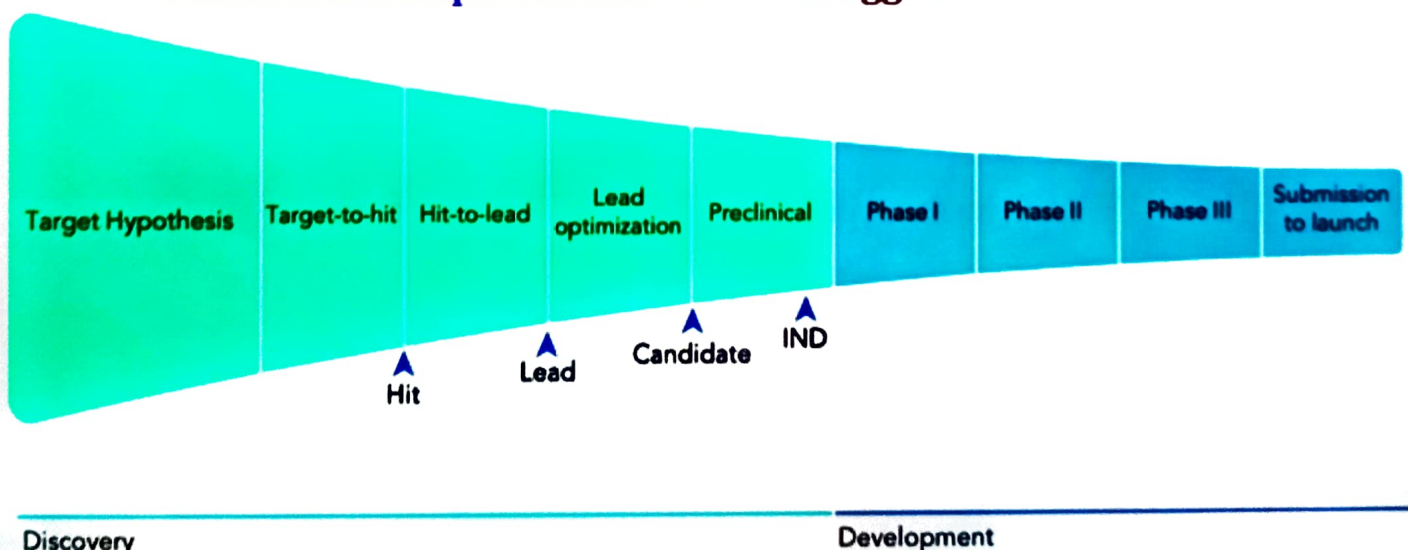 Target Hypothesis
Target-to-hit
Hit-to-lead
Lead
optimization
Preclinical
Phase I
Phase II
Phase III
Submission
to launch
Hit
Lead
Candidate
IND
Discovery
Development